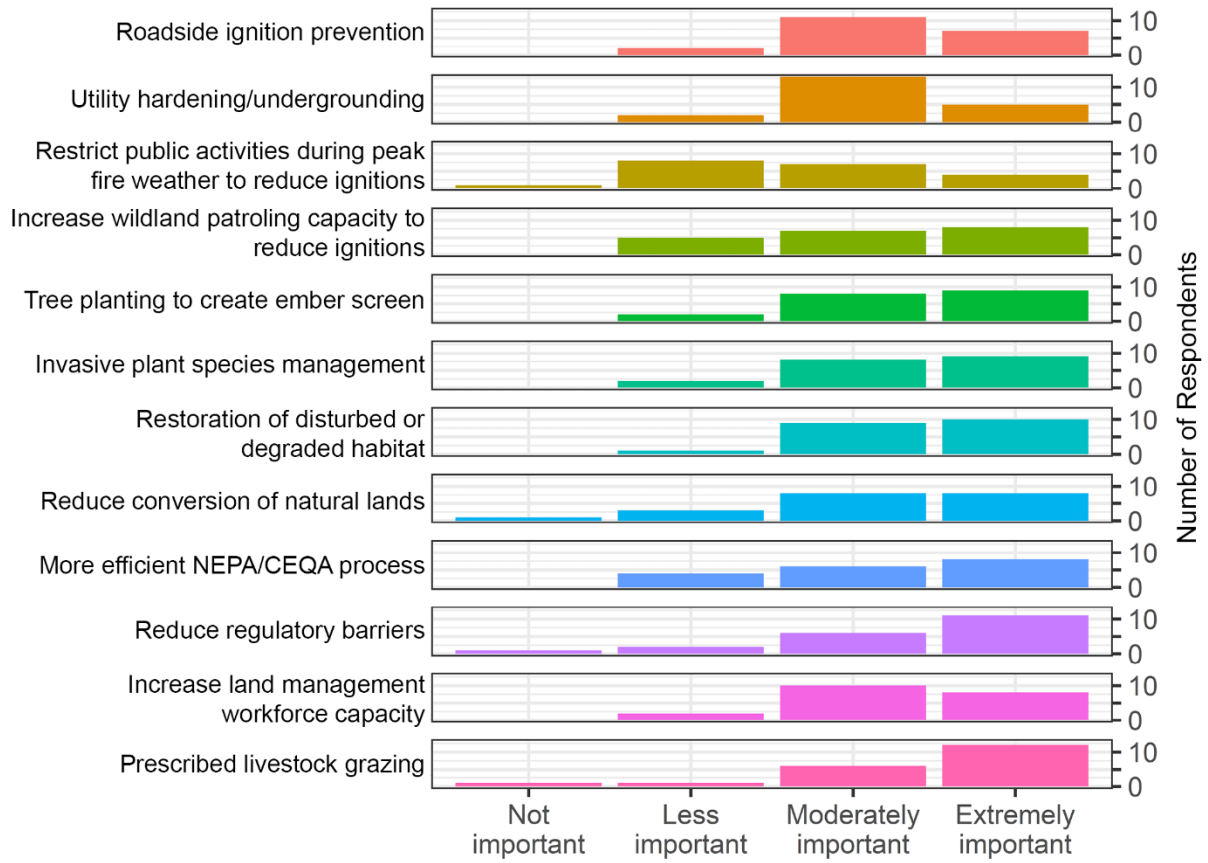 Roadside ignition prevention
10
0
Utility hardening/undergrounding
10
0
Restrict public activities during peak
fire weather to reduce ignitions
10
0
Increase wildland patroling capacity to
reduce ignitions
10
0
Tree planting to create ember screen
10
0
Invasive plant species management
10
0
Restoration of disturbed or
degraded habitat
10
0
Reduce conversion of natural lands
10
0
More efficient NEPA/CEQA process
10
0
Reduce regulatory barriers
10
0
Increase land management
workforce capacity
10
0
Prescribed livestock grazing
10
0
Number of Respondents
Not
important
Less
important
Moderately
important
Extremely
important